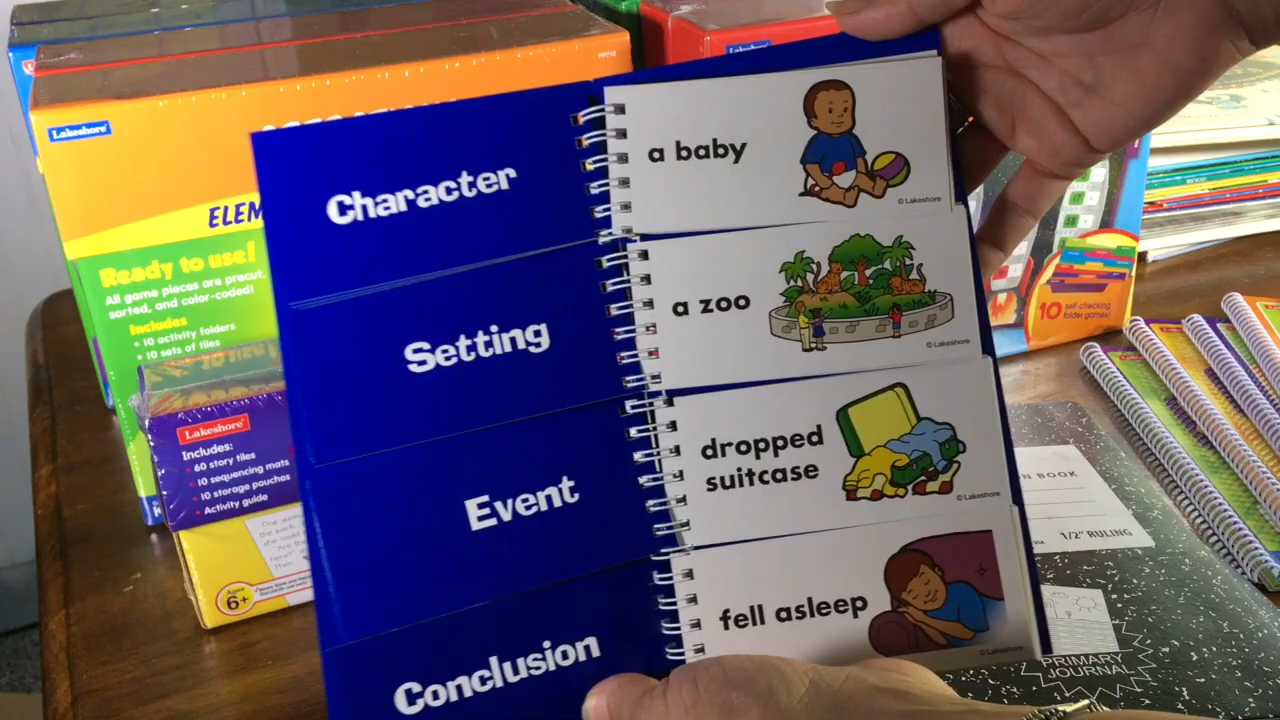 Character
a baby
© Lakeshore
Setting
a zoo
© Lakeshore
Event
dropped
suitcase
© Lakeshore
Conclusion
fell asleep
© Lakeshore
Lakeshore
PP212
Ready to use!
All game pieces are precut,
sorted, and color-coded!
Includes
• 10 activity folders
• 10 sets of tiles
Lakeshore
Includes:
• 60 story tiles
• 10 sequencing mats
• 10 storage pouches
• Activity guide
Ages
6+
Lakeshore
10 self-checking
folder games!
N BOOK
1/2" RULING
PRIMARY
JOURNAL